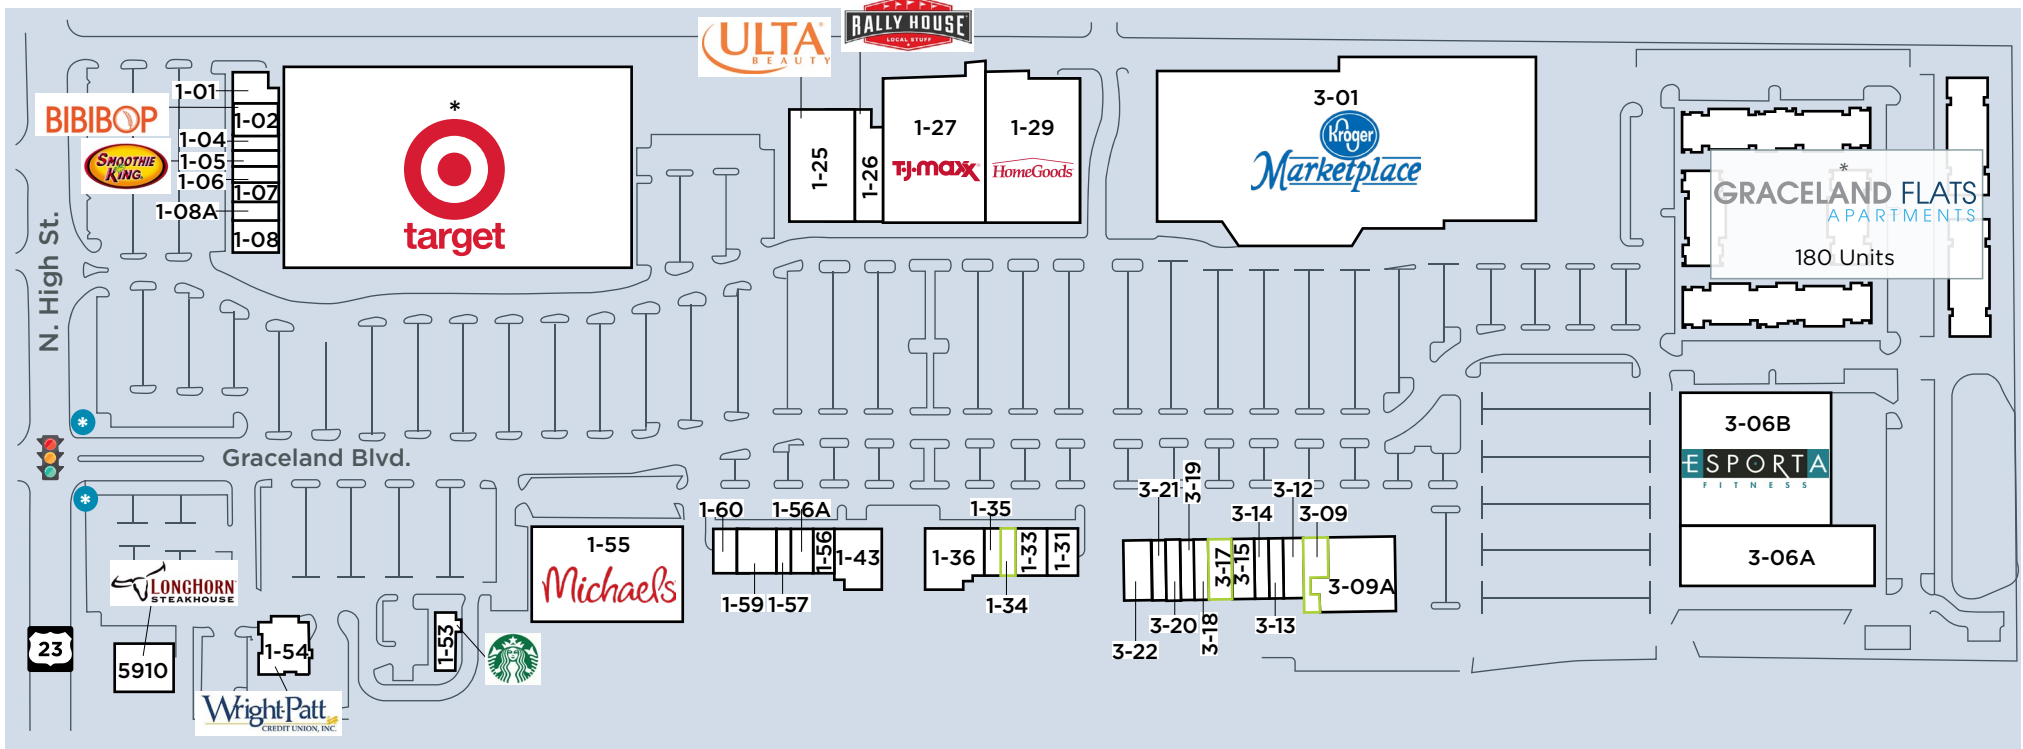 ULTA
BEAUTY
RALLY HOUSE
LOCAL STUFF
1-01
BIBIBOP
1-02
1-04
SMOOTHIE
KING
1-05
1-06
1-07
1-08A
1-08
*
target
1-25
1-26
1-27
T·J·maxx
1-29
HomeGoods
3-01
Kroger
Marketplace
*
GRACELAND FLATS
APARTMENTS
180 Units
N. High St.
*
Graceland Blvd.
*
3-06B
ESPORTA
FITNESS
3-06A
1-55
Michaels
1-60
1-56A
1-56
1-43
1-59
1-57
1-35
1-36
1-33
1-31
1-34
3-21
3-19
3-12
3-14
3-09
3-17
3-15
3-09A
3-20
3-18
3-13
3-22
LONGHORN
STEAKHOUSE
5910
23
1-54
1-53
Wright-Patt
CREDIT UNION, INC.